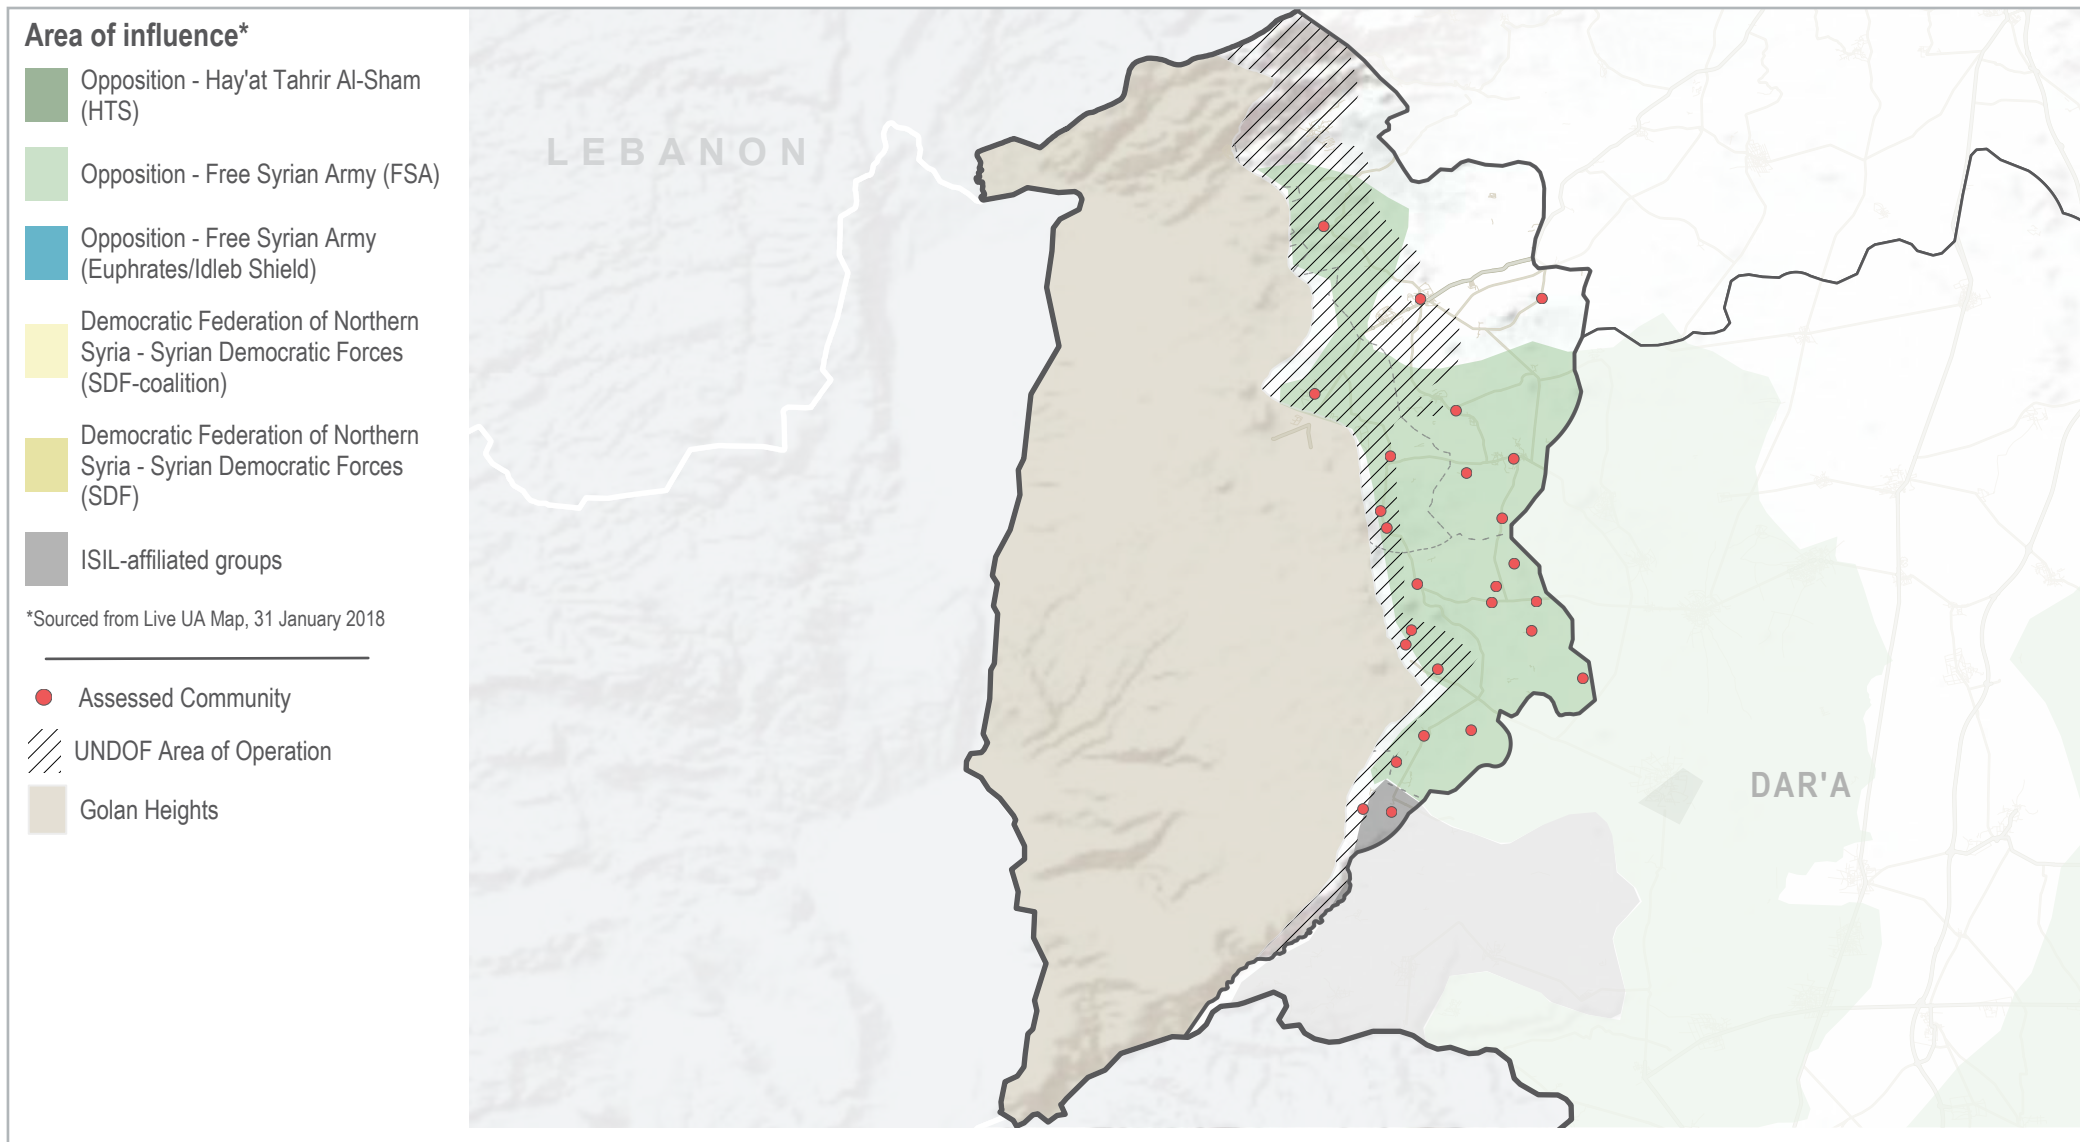 Area of influence*
Opposition - Hay'at Tahrir Al-Sham
(HTS)
Opposition - Free Syrian Army (FSA)
Opposition - Free Syrian Army
(Euphrates/Idleb Shield)
Democratic Federation of Northern
Syria - Syrian Democratic Forces
(SDF-coalition)
Democratic Federation of Northern
Syria - Syrian Democratic Forces
(SDF)
ISIL-affiliated groups
*Sourced from Live UA Map, 31 January 2018
Assessed Community
UNDOF Area of Operation
Golan Heights
LEBANON
DAR'A